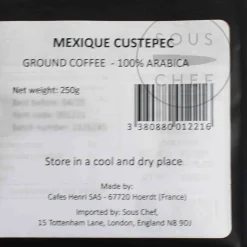 SOUS
CHEF
MEXIQUE CUSTEPEC
GROUND COFFEE - 100% ARABICA
Net weight: 250g
3 380880 012216
Store in a cool and dry place
Made by:
Cafes Henri SAS - 67720 Hoerdt (France)
Imported by: Sous Chef,
15 Tottenham Lane, London, England N8 9DJ